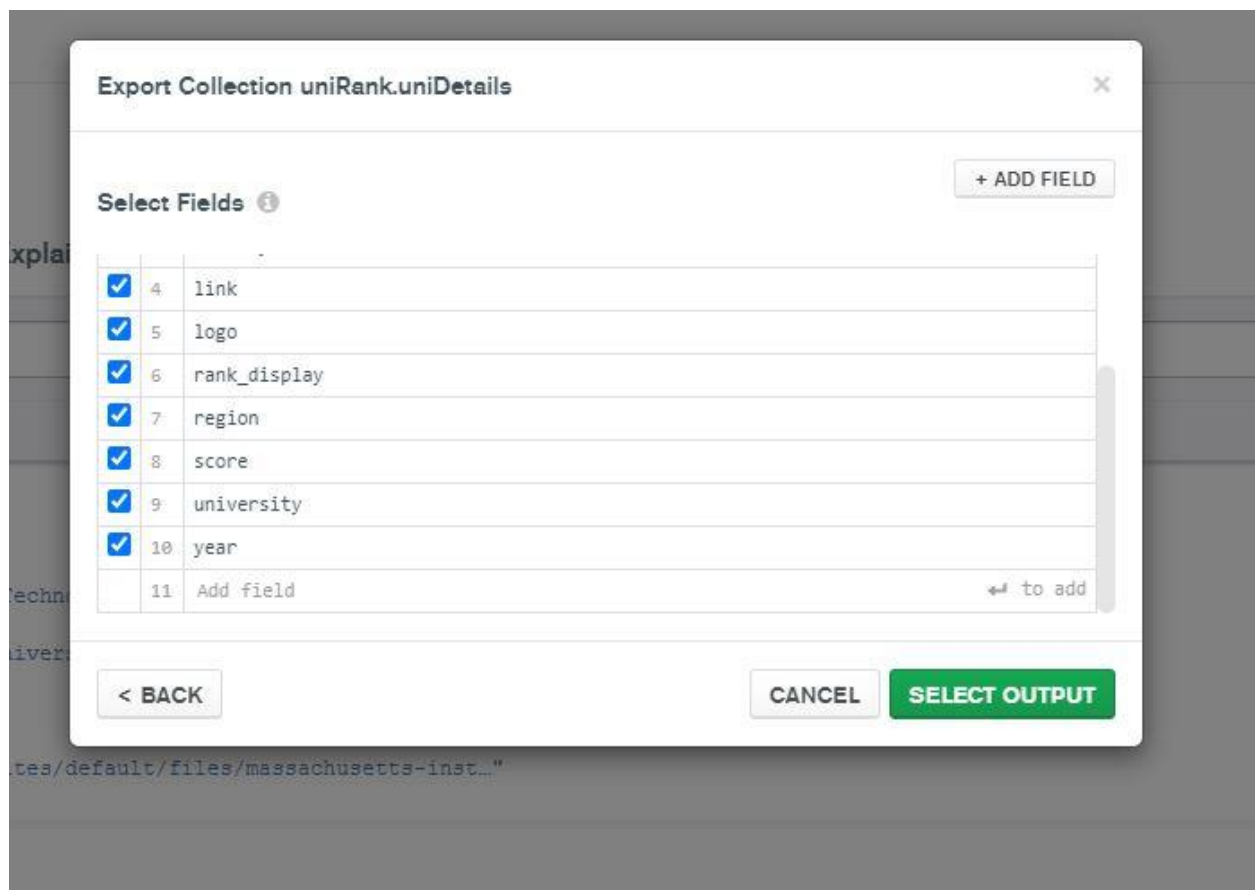 Export Collection uniRank.uniDetails ×
+ ADD FIELD
Select Fields
xplai
4 link
5 logo
6 rank_display
7 region
8 score
9 university
10 year
11 Add field ↵ to add
echn
iver
< BACK CANCEL SELECT OUTPUT
tes/default/files/massachusetts-inst…"